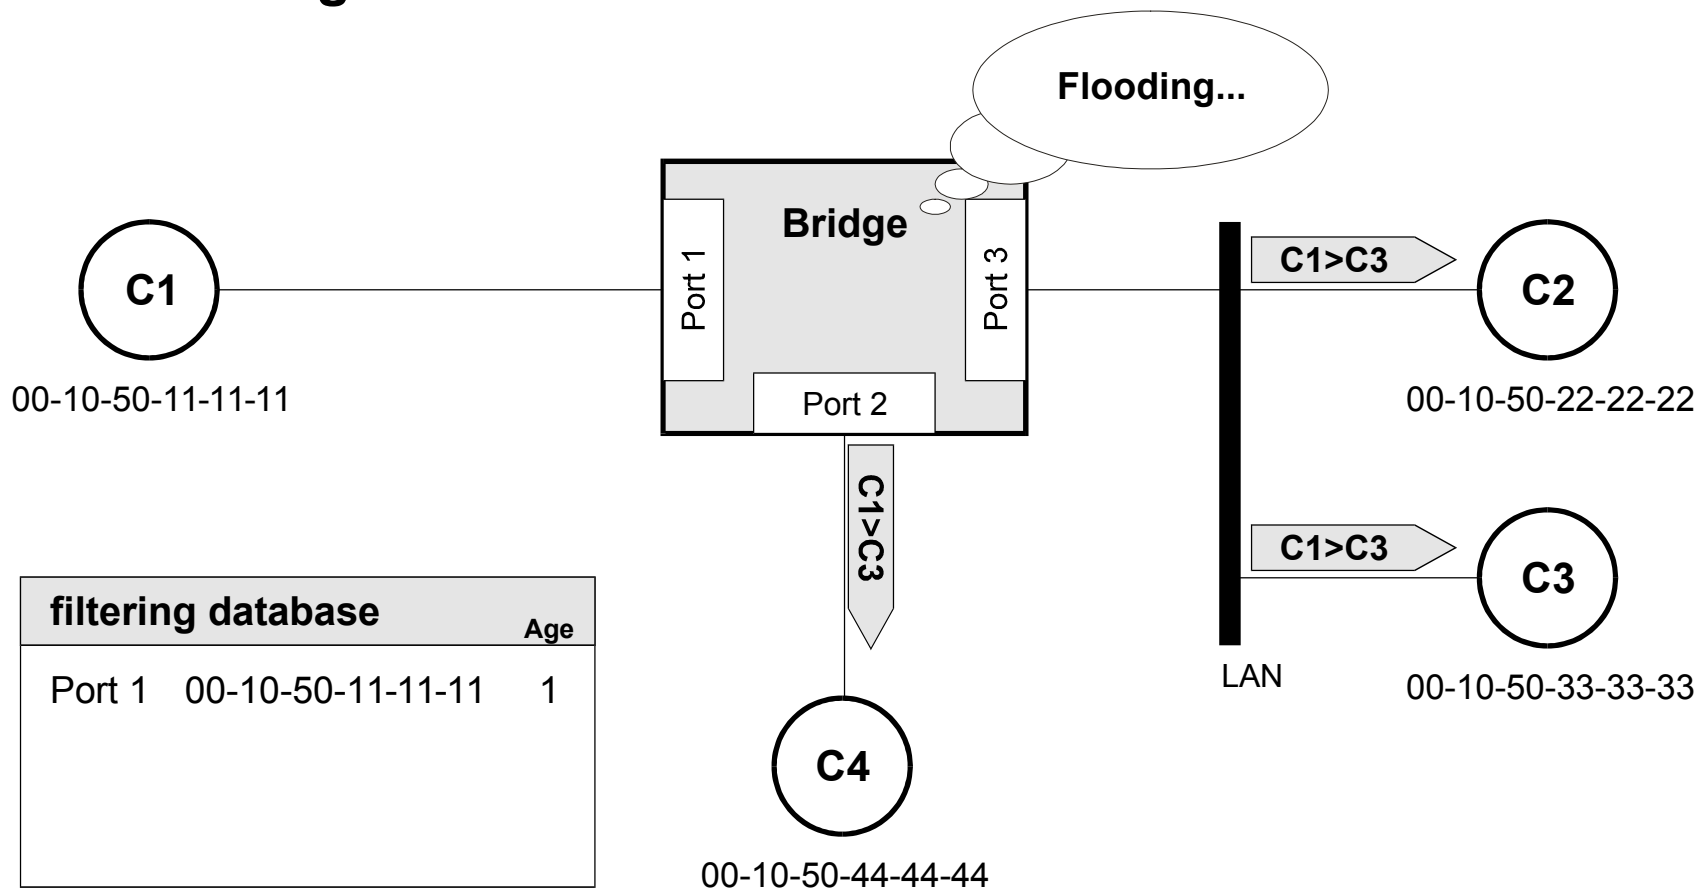 Flooding...
Bridge
Port 1
Port 3
Port 2
C1
00-10-50-11-11-11
C1>C3
C2
00-10-50-22-22-22
C1>C3
C1>C3
C3
00-10-50-33-33-33
LAN
C4
00-10-50-44-44-44
filtering database Age
Port 1 00-10-50-11-11-11 1